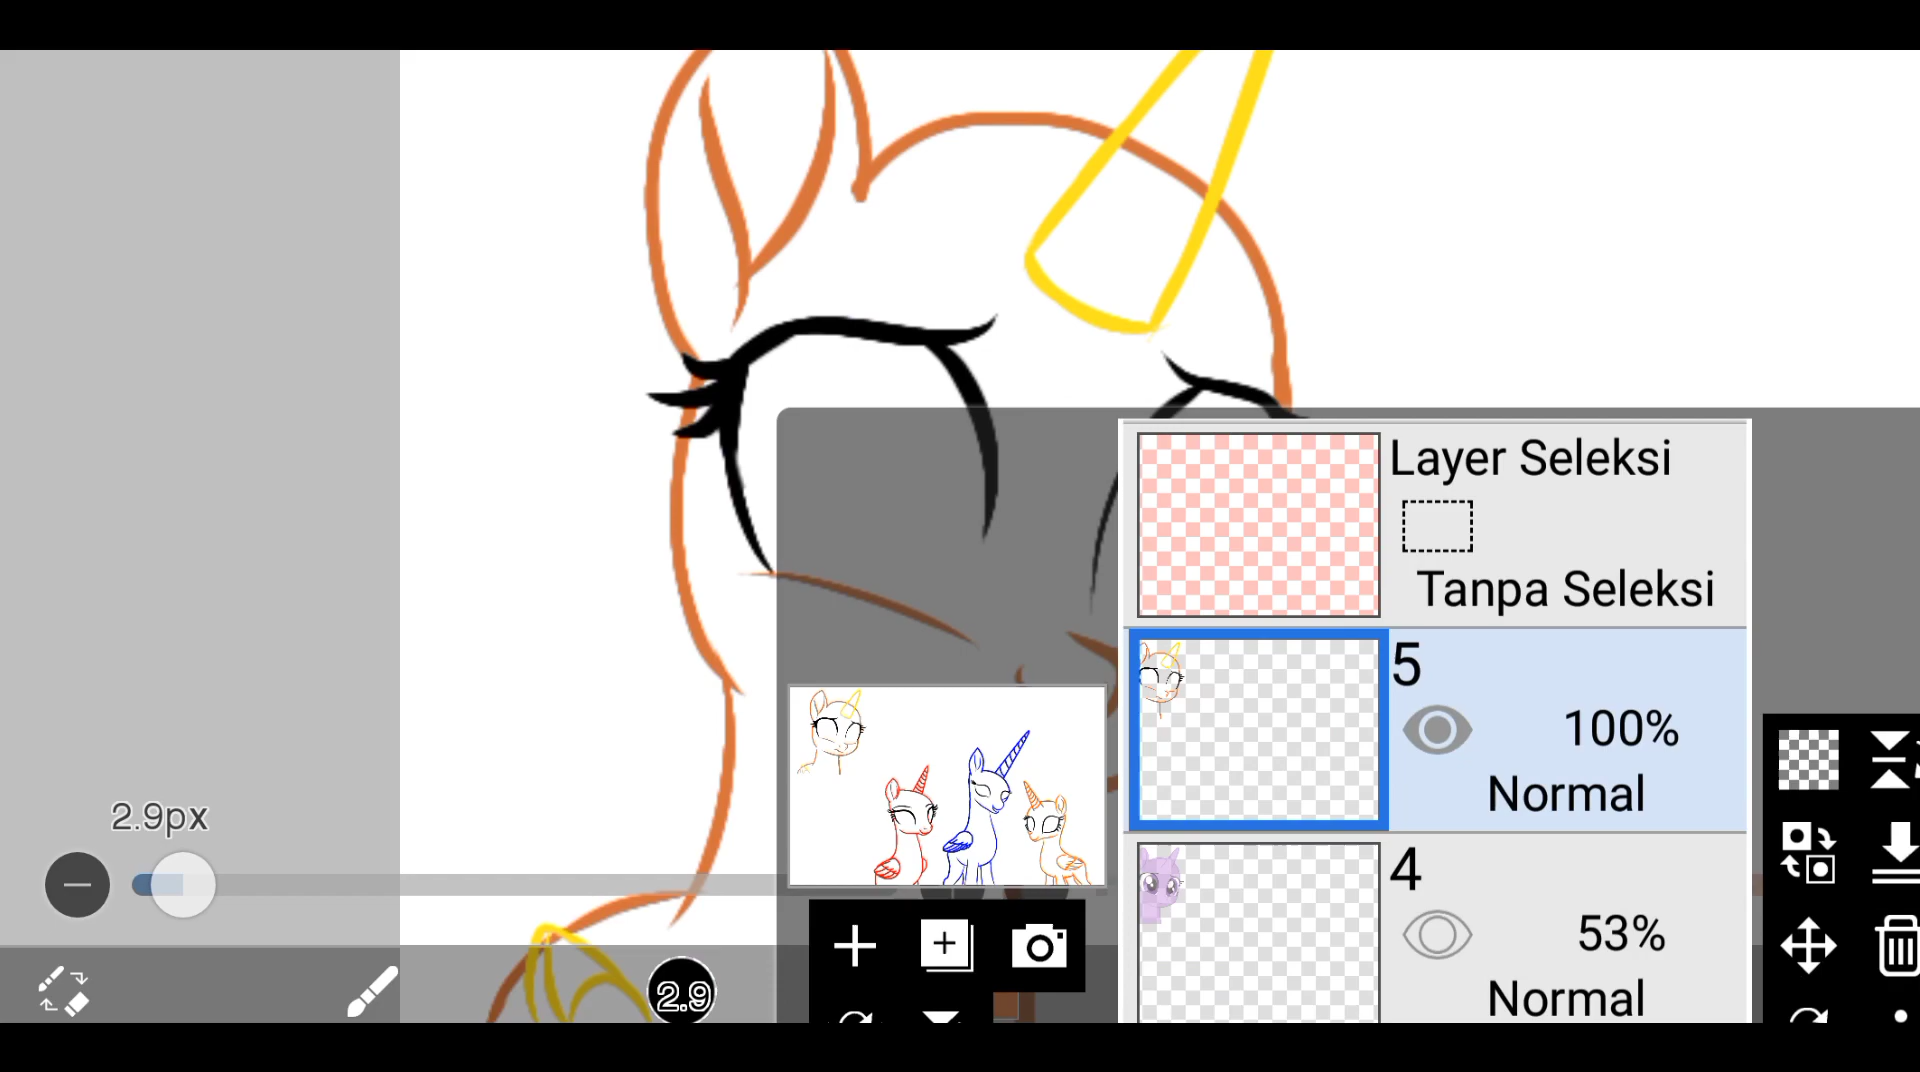 Layer Seleksi
Tanpa Seleksi
5
100%
Normal
4
53%
Normal
2.9px
2.9